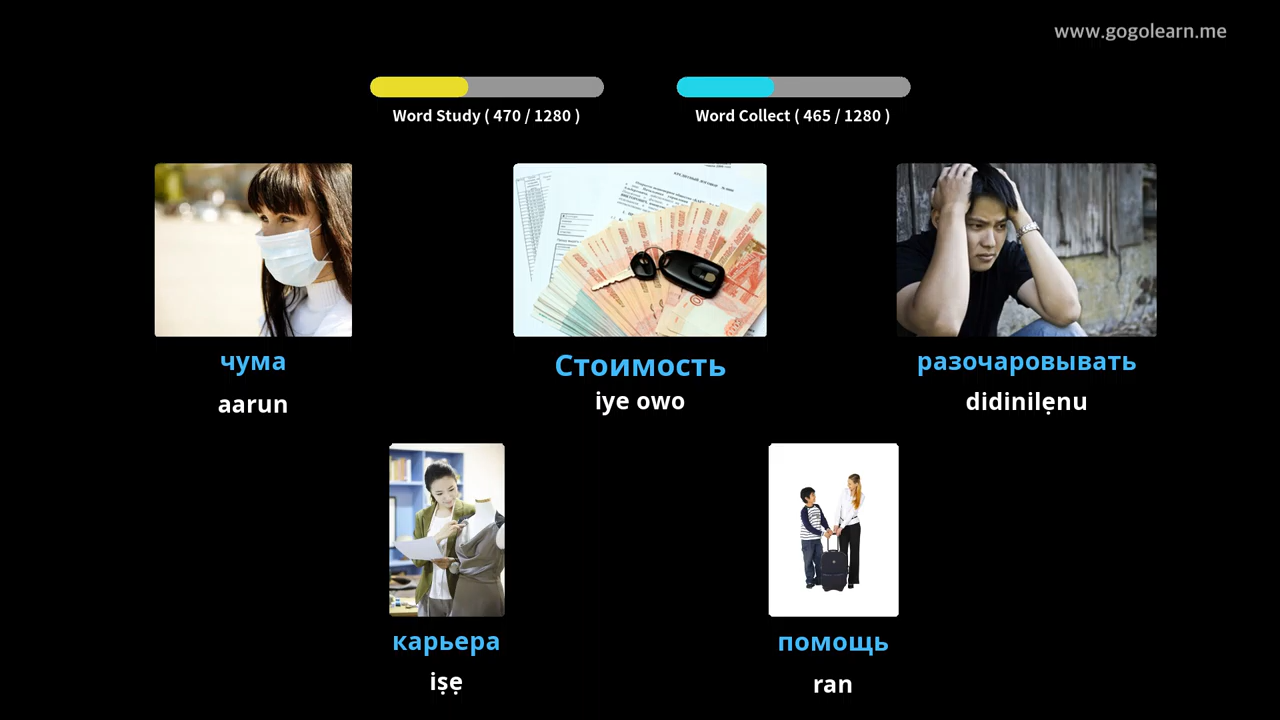 www.gogolearn.me
Word Study ( 470 / 1280 )
Word Collect ( 465 / 1280 )
чума
Стоимость
разочаровывать
aarun
iye owo
didinilẹnu
карьера
помощь
iṣẹ
ran